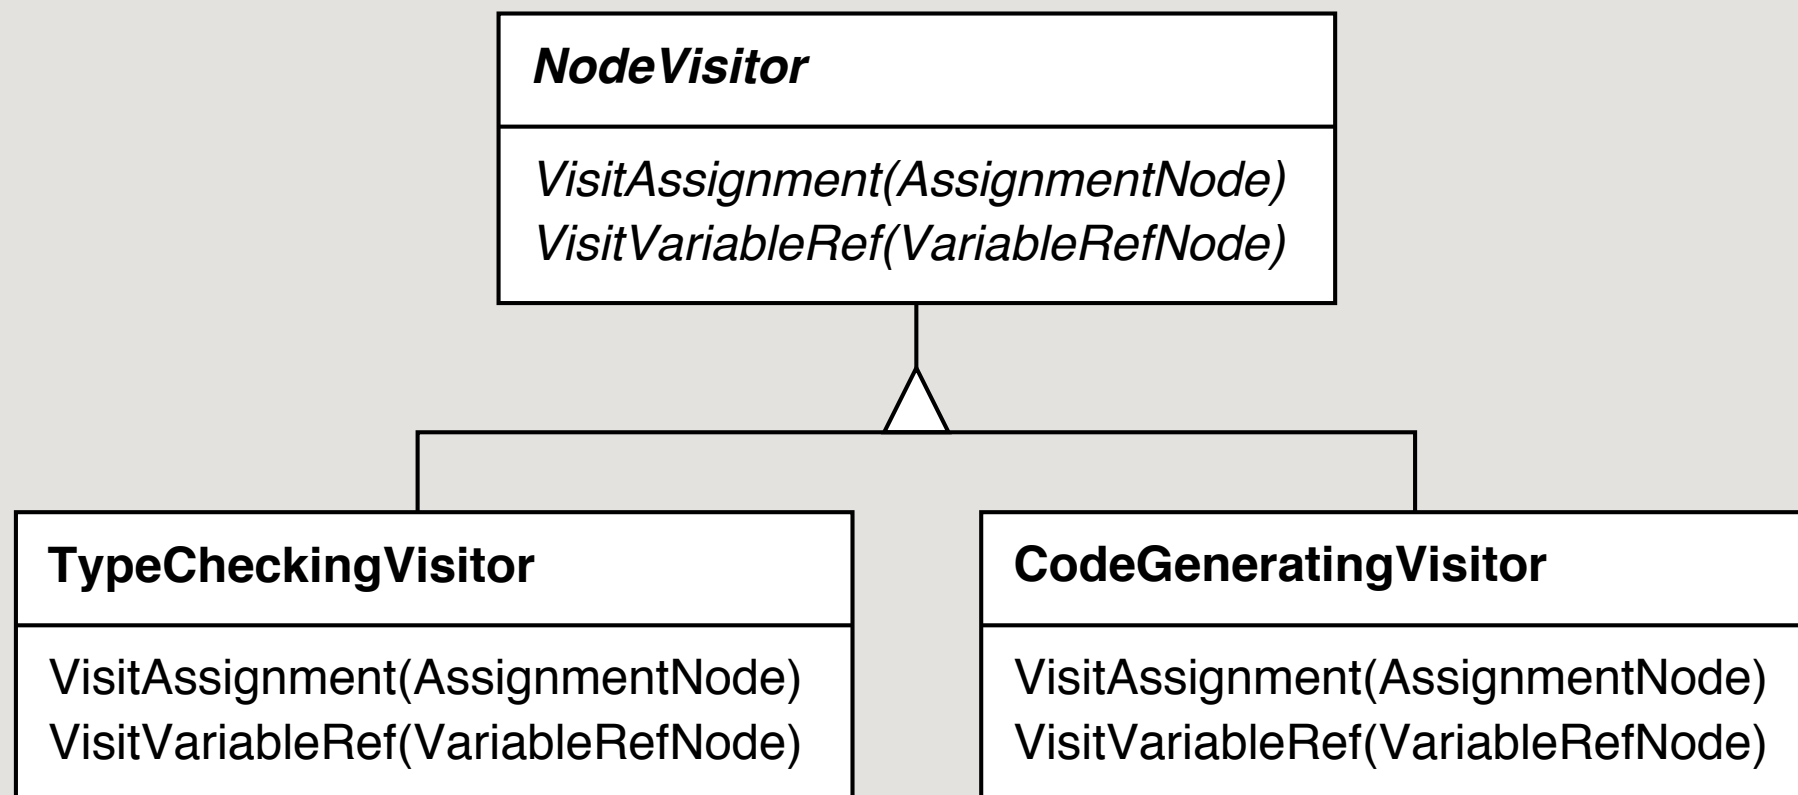 NodeVisitor
VisitAssignment(AssignmentNode)
VisitVariableRef(VariableRefNode)
TypeCheckingVisitor
VisitAssignment(AssignmentNode)
VisitVariableRef(VariableRefNode)
CodeGeneratingVisitor
VisitAssignment(AssignmentNode)
VisitVariableRef(VariableRefNode)